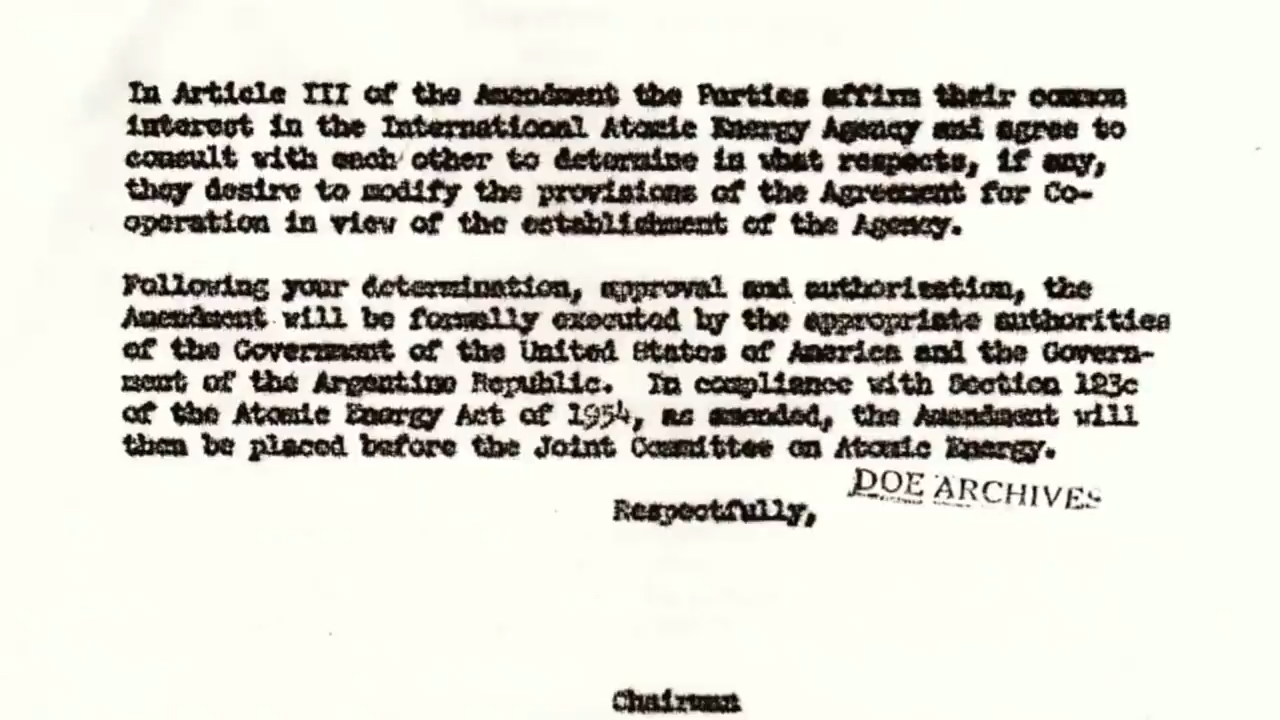 In Article III of the Amendment the Parties affirm their common
interest in the International Atomic Energy Agency and agree to
consult with each other to determine in what respects, if any,
they desire to modify the provisions of the Agreement for Co-
operation in view of the establishment of the Agency.
Following your determination, approval and authorization, the
Amendment will be formally executed by the appropriate authorities
of the Government of the United States of America and the Govern-
ment of the Argentine Republic. In compliance with Section 123c
of the Atomic Energy Act of 1954, as amended, the Amendment will
then be placed before the Joint Committee on Atomic Energy.
DOE ARCHIVES
Respectfully,
Chairman